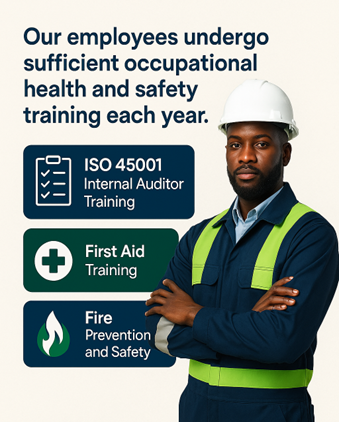 Our employees undergo
sufficient occupational
health and safety
training each year.
ISO 45001
Internal Auditor
Training
First Aid
Training
Fire
Prevention
and Safety